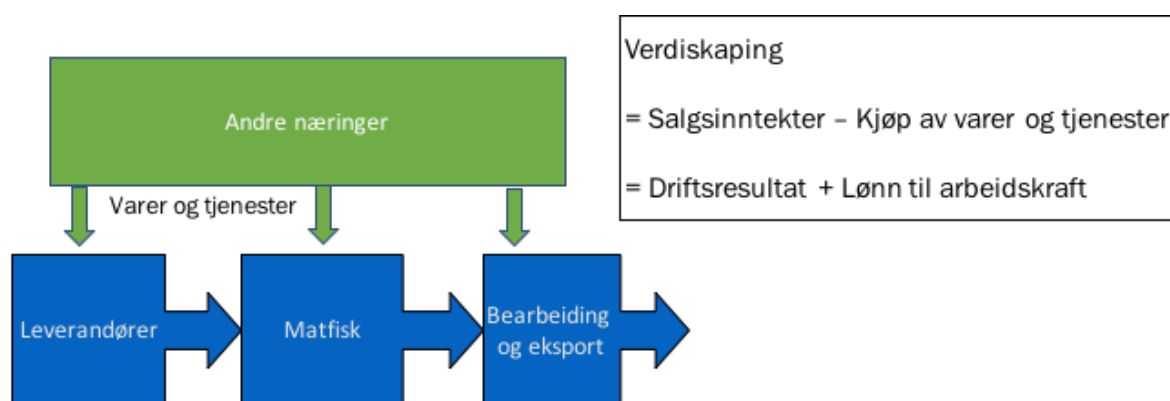 Andre næringer
Varer og tjenester
Leverandører
Matfisk
Bearbeiding
og eksport
Verdiskaping
= Salgsinntekter – Kjøp av varer og tjenester
= Driftsresultat + Lønn til arbeidskraft